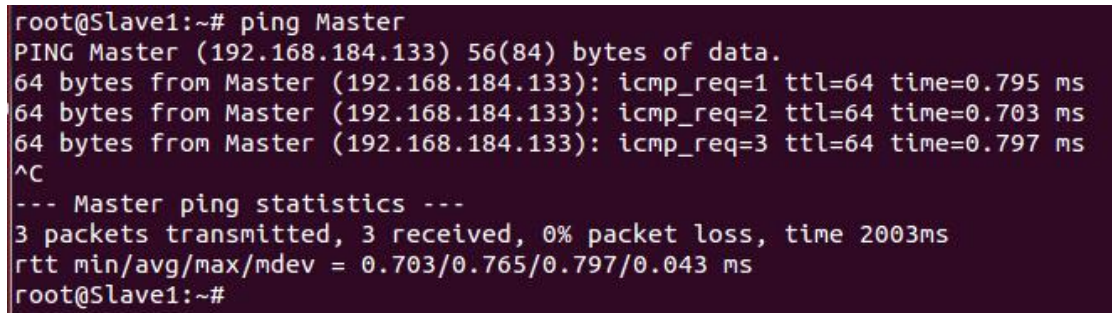 root@Slave1:~# ping Master
PING Master (192.168.184.133) 56(84) bytes of data.
64 bytes from Master (192.168.184.133): icmp_req=1 ttl=64 time=0.795 ms
64 bytes from Master (192.168.184.133): icmp_req=2 ttl=64 time=0.703 ms
64 bytes from Master (192.168.184.133): icmp_req=3 ttl=64 time=0.797 ms
^C
--- Master ping statistics ---
3 packets transmitted, 3 received, 0% packet loss, time 2003ms
rtt min/avg/max/mdev = 0.703/0.765/0.797/0.043 ms
root@Slave1:~#